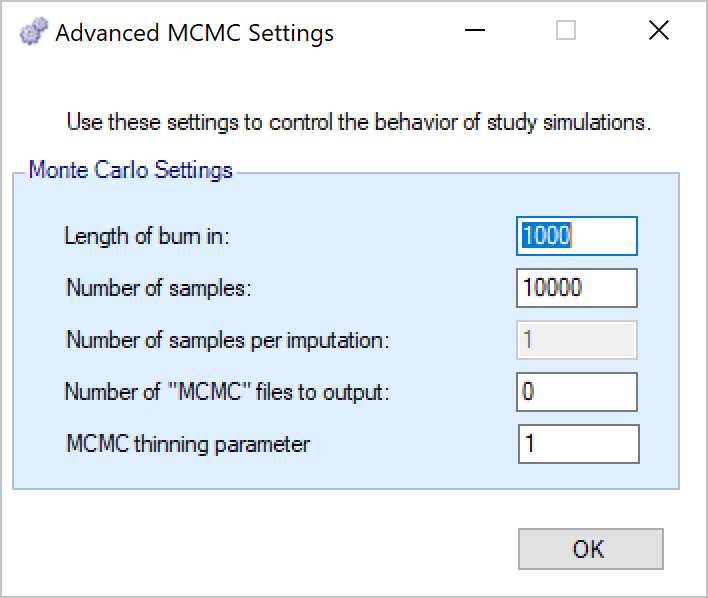 Advanced MCMC Settings
Use these settings to control the behavior of study simulations.
Monte Carlo Settings
Length of burn in: 1000
Number of samples: 10000
Number of samples per imputation: 1
Number of "MCMC" files to output: 0
MCMC thinning parameter 1
OK